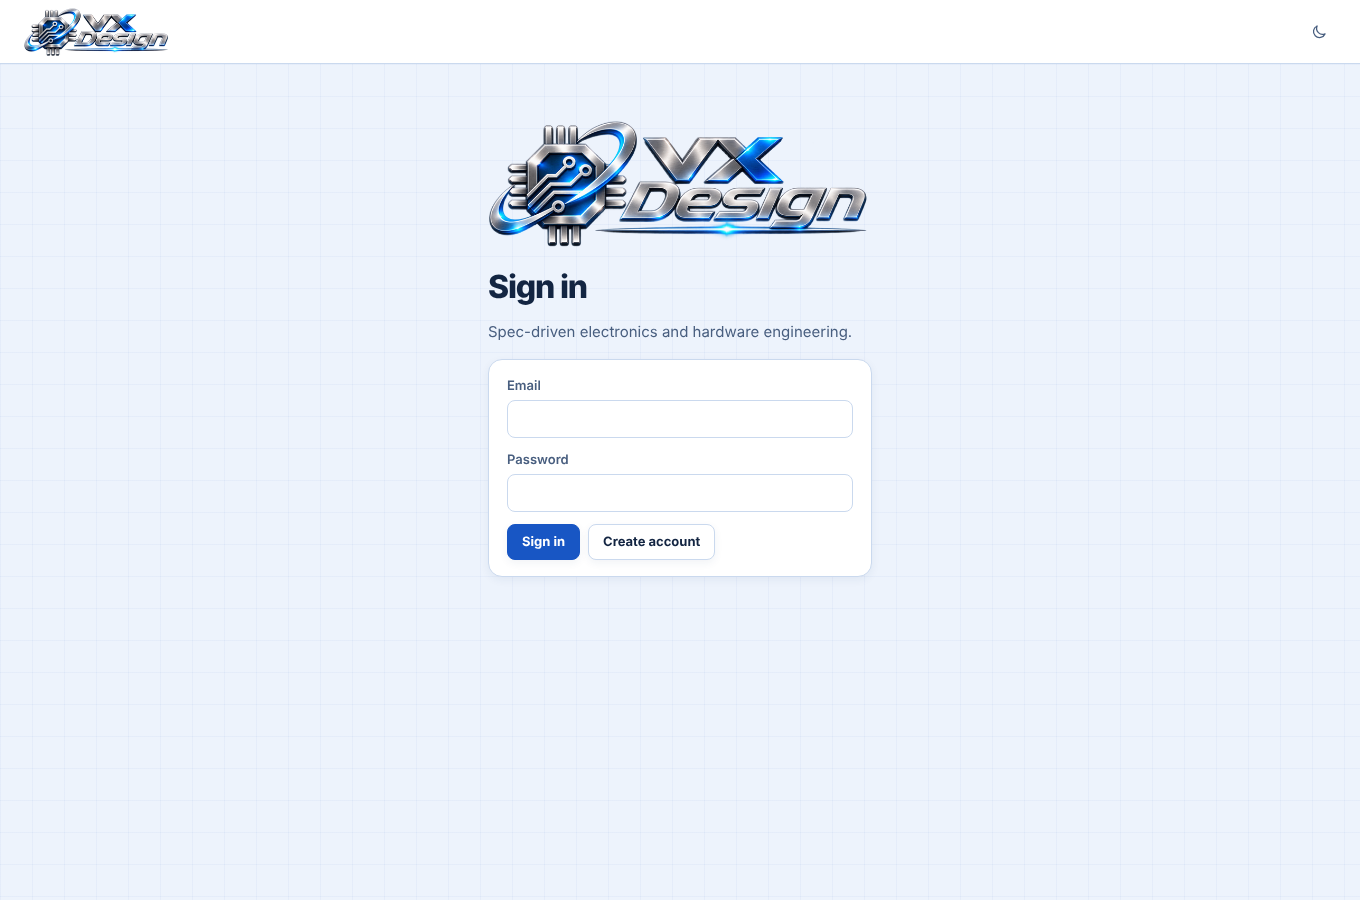 VX
Design
VX
Design
Sign in
Spec-driven electronics and hardware engineering.
Email
Password
Sign in
Create account